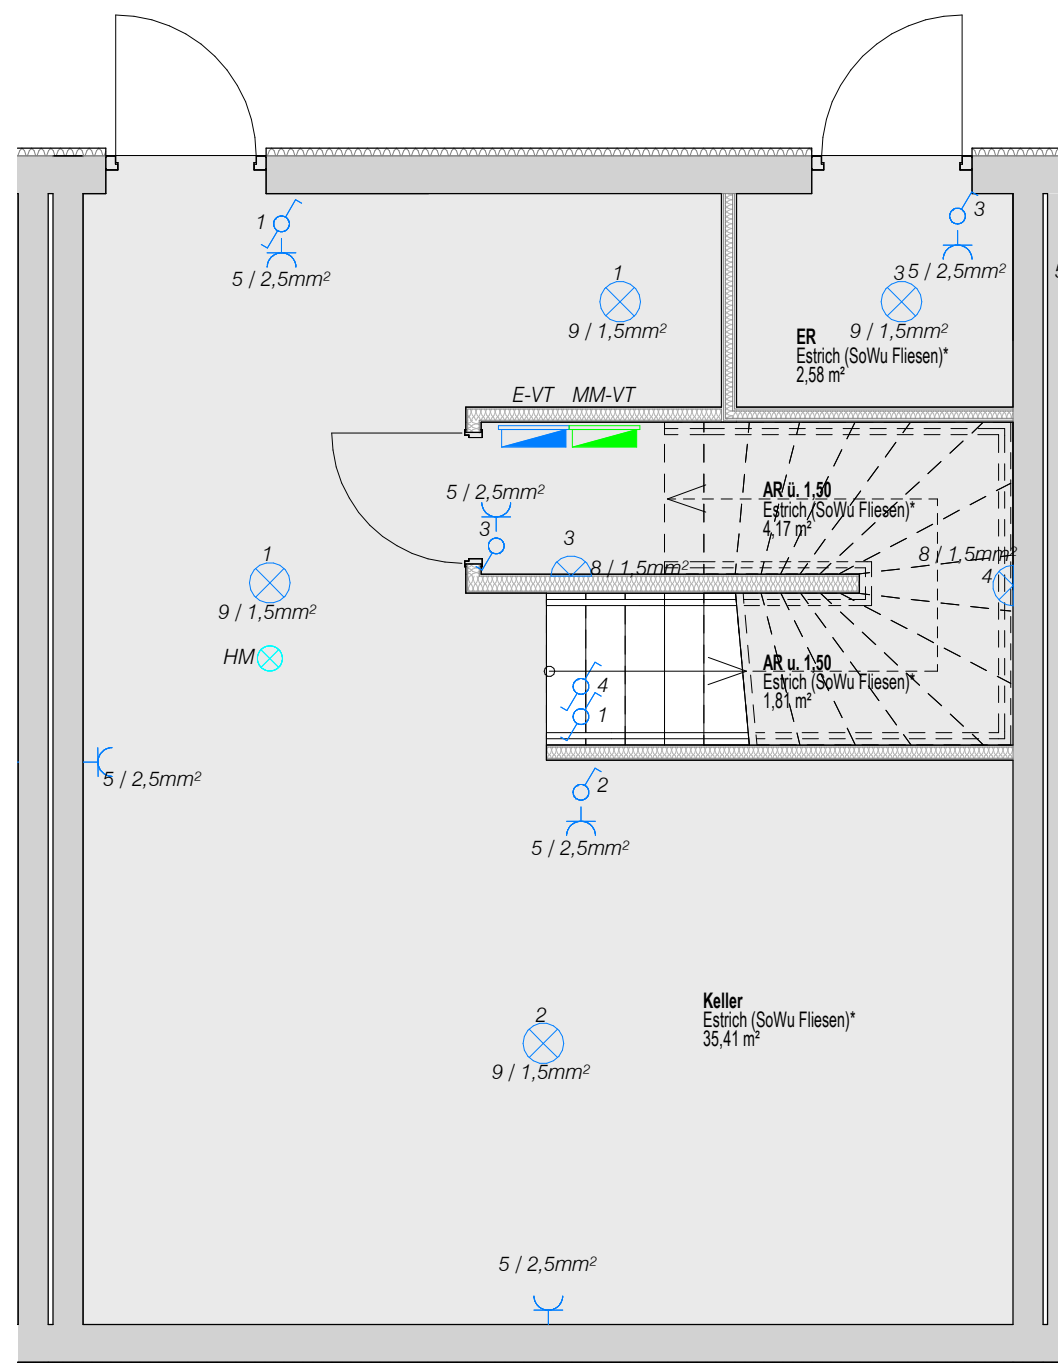 1
5 / 2,5mm²
1
9 / 1,5mm²
3
5 / 2,5mm²
3
9 / 1,5mm²
ER
Estrich (SoWu Fliesen)*
2,58 m²
E-VT
MM-VT
5 / 2,5mm²
3
3
8 / 1,5mm²
AR ü. 1,50
Estrich (SoWu Fliesen)*
4,17 m²
8 / 1,5mm²
4
1
9 / 1,5mm²
HM
4
1
AR u. 1,50
Estrich (SoWu Fliesen)*
1,81 m²
5 / 2,5mm²
2
5 / 2,5mm²
2
9 / 1,5mm²
Keller
Estrich (SoWu Fliesen)*
35,41 m²
5 / 2,5mm²